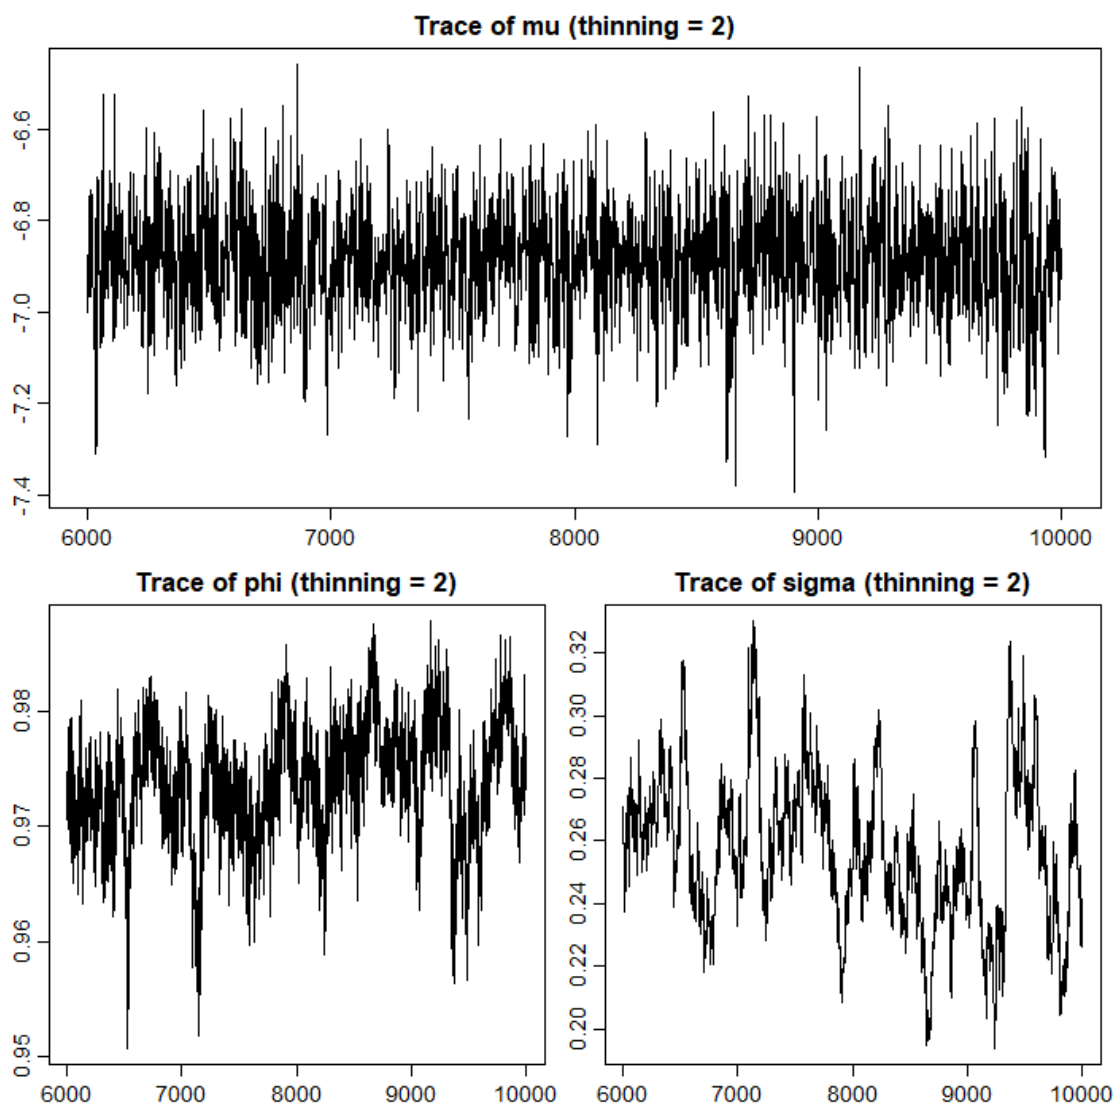 Trace of mu (thinning = 2)
-6.6
-6.8
-7.0
-7.2
-7.4
6000 7000 8000 9000 10000
Trace of phi (thinning = 2)
0.98
0.97
0.96
0.95
6000 7000 8000 9000 10000
Trace of sigma (thinning = 2)
0.32
0.30
0.28
0.26
0.24
0.22
0.20
6000 7000 8000 9000 10000